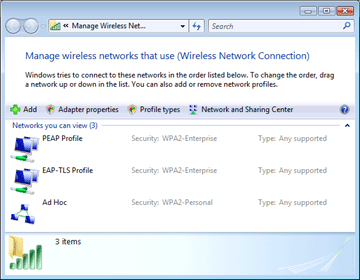 Manage Wireless Net...
Search
Manage wireless networks that use (Wireless Network Connection)
Windows tries to connect to these networks in the order listed below. To change the order, drag
a network up or down in the list. You can also add or remove network profiles.
Add Adapter properties Profile types Network and Sharing Center
Networks you can view (3)
PEAP Profile Security: WPA2-Enterprise Type: Any supported
EAP-TLS Profile Security: WPA2-Enterprise Type: Any supported
Ad Hoc Security: WPA2-Personal Type: Any supported
3 items